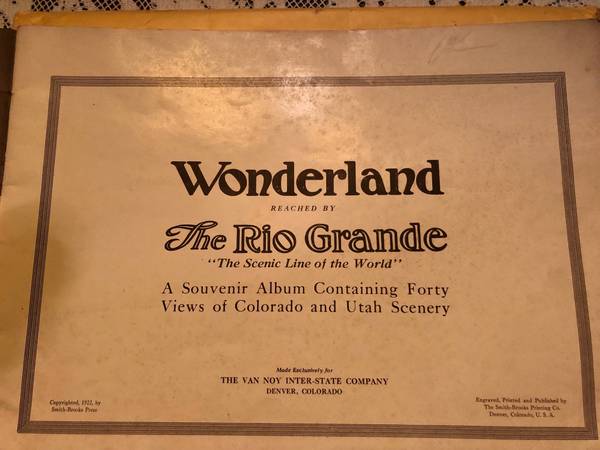 Wonderland
REACHED BY
The Rio Grande
"The Scenic Line of the World"
A Souvenir Album Containing Forty
Views of Colorado and Utah Scenery
Made Exclusively for
THE VAN NOY INTER-STATE COMPANY
DENVER, COLORADO
Copyrighted, 1922, by
Smith-Brooks Press
Engraved, Printed and Published by
The Smith-Brooks Printing Co.
Denver, Colorado, U. S. A.